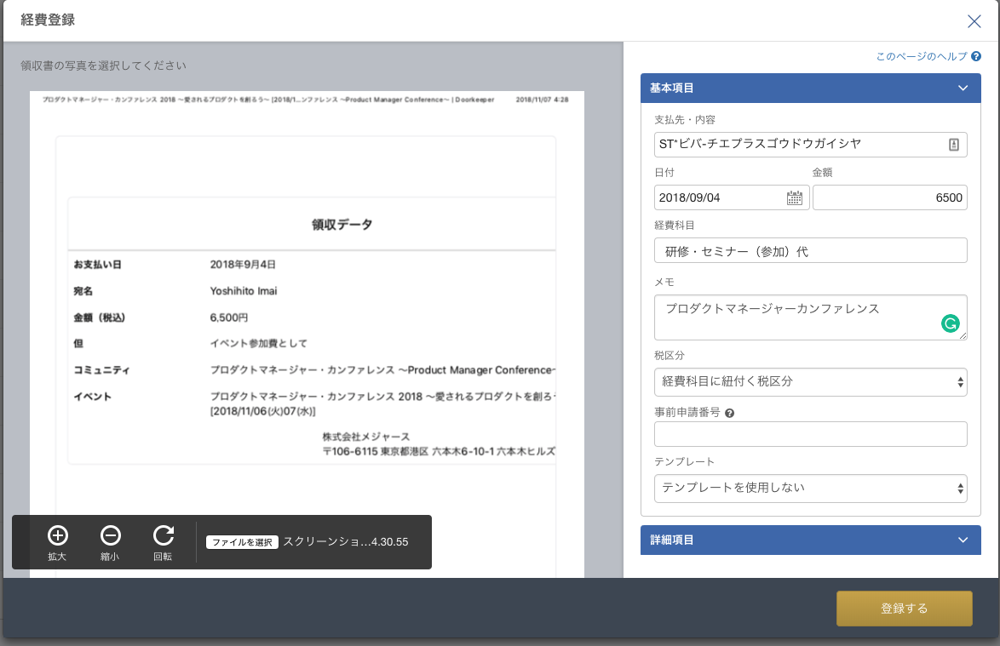 経費登録
領収書の写真を選択してください
プロダクトマネージャー・カンファレンス 2018 〜愛されるプロダクトを創ろう〜 [2018/1...ンファレンス 〜Product Manager Conference〜 | Doorkeeper 2018/11/07 4:28
領収データ
お支払い日 2018年9月4日
宛名 Yoshihito Imai
金額（税込） 6,500円
但 イベント参加費として
コミュニティ プロダクトマネージャー・カンファレンス 〜Product Manager Conference〜
イベント プロダクトマネージャー・カンファレンス 2018 〜愛されるプロダクトを創ろ
[2018/11/06(火)07(水)]
株式会社メジャース
〒106-6115 東京都港区 六本木6-10-1 六本木ヒルズ
拡大
縮小
回転
ファイルを選択 スクリーンショ...4.30.55
このページのヘルプ ?
基本項目
支払先・内容
ST*ビバ-チエプラスゴウドウガイシヤ
日付 金額
2018/09/04 6500
経費科目
研修・セミナー（参加）代
メモ
プロダクトマネージャーカンファレンス
税区分
経費科目に紐付く税区分
事前申請番号 ?
テンプレート
テンプレートを使用しない
詳細項目
登録する